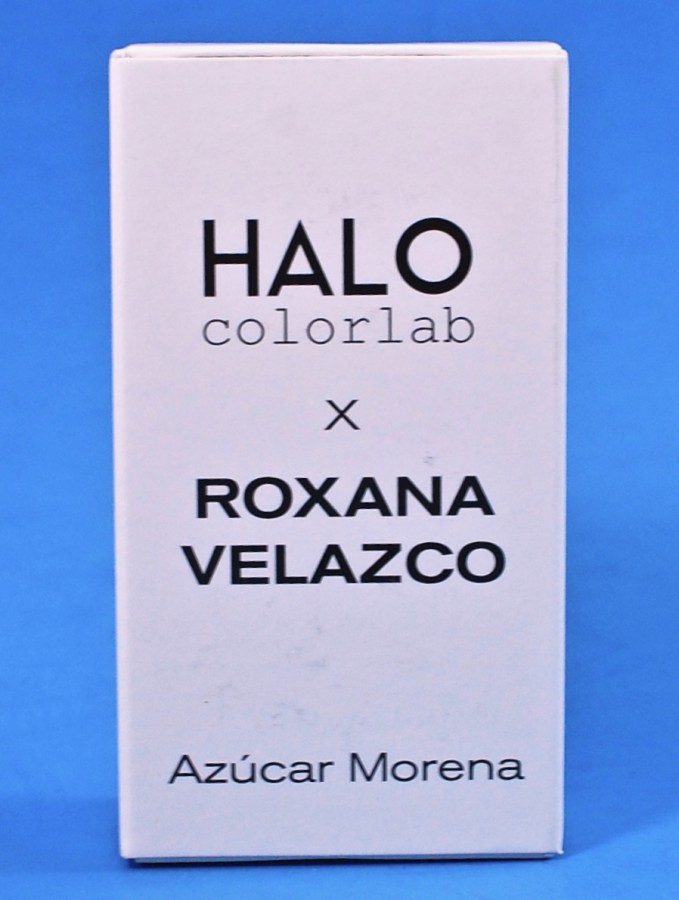 HALO
colorlab
X
ROXANA
VELAZCO
Azúcar Morena